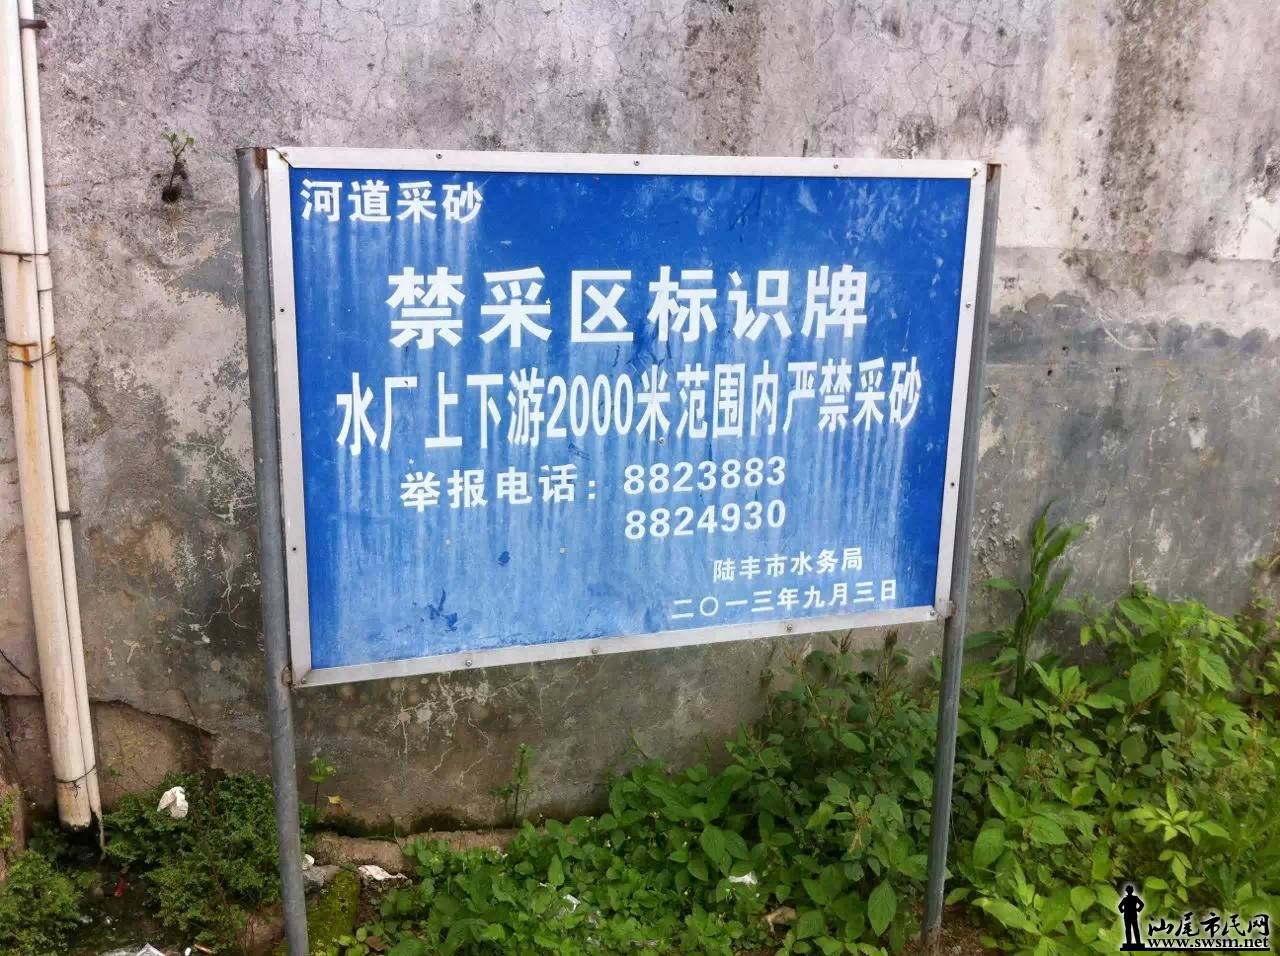 河道采砂
禁采区标识牌
水厂上下游2000米范围内严禁采砂
举报电话：8823883
8824930
陆丰市水务局
二〇一三年九月三日
汕尾市民网
www.swsm.net